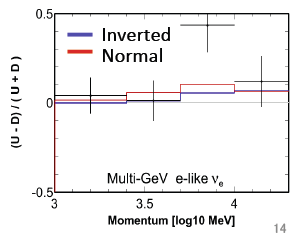 0.5
Inverted
Normal
(U - D) / ( U + D )
0
-0.5
Multi-GeV e-like νe
3 3.5 4
Momentum [log10 MeV]
14